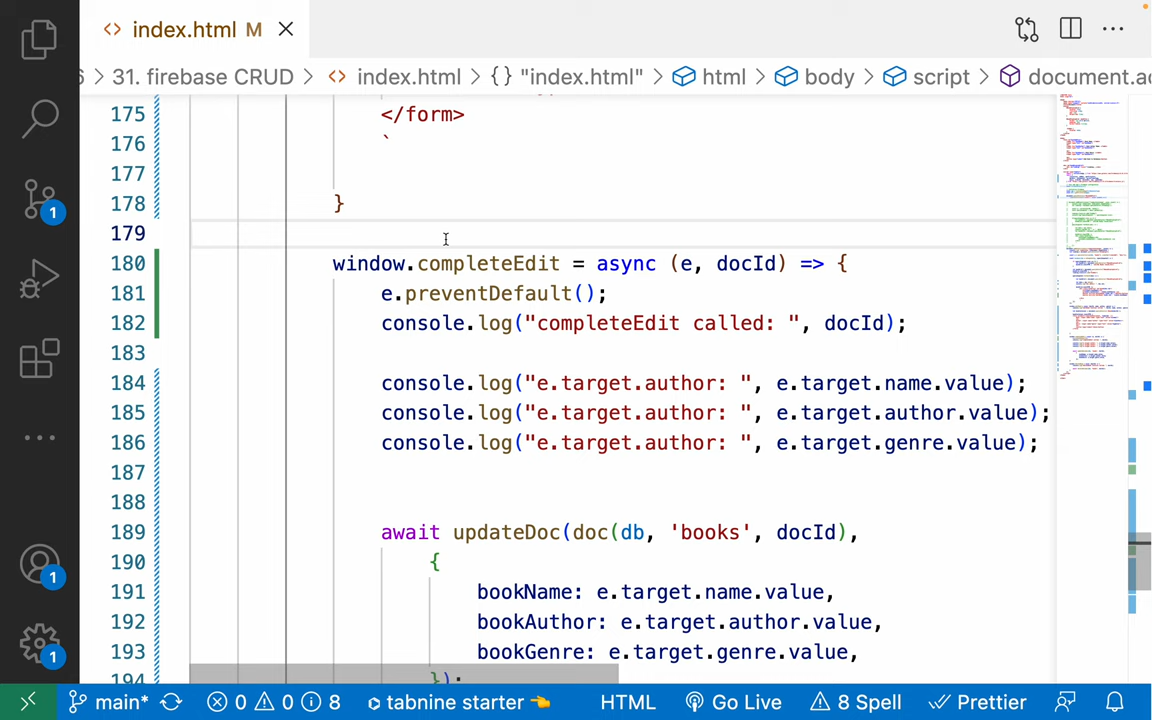 index.html M
6 > 31. firebase CRUD > index.html > {} "index.html" > html > body > script > document.ac
175 </form>
176 `
177
178 }
179
180 window.completeEdit = async (e, docId) => {
181 e.preventDefault();
182 console.log("completeEdit called: ", docId);
183
184 console.log("e.target.author: ", e.target.name.value);
185 console.log("e.target.author: ", e.target.author.value);
186 console.log("e.target.author: ", e.target.genre.value);
187
188
189 await updateDoc(doc(db, 'books', docId),
190 {
191 bookName: e.target.name.value,
192 bookAuthor: e.target.author.value,
193 bookGenre: e.target.genre.value,
194 });
1
1
1
main* 0 0 8 tabnine starter HTML Go Live 8 Spell Prettier